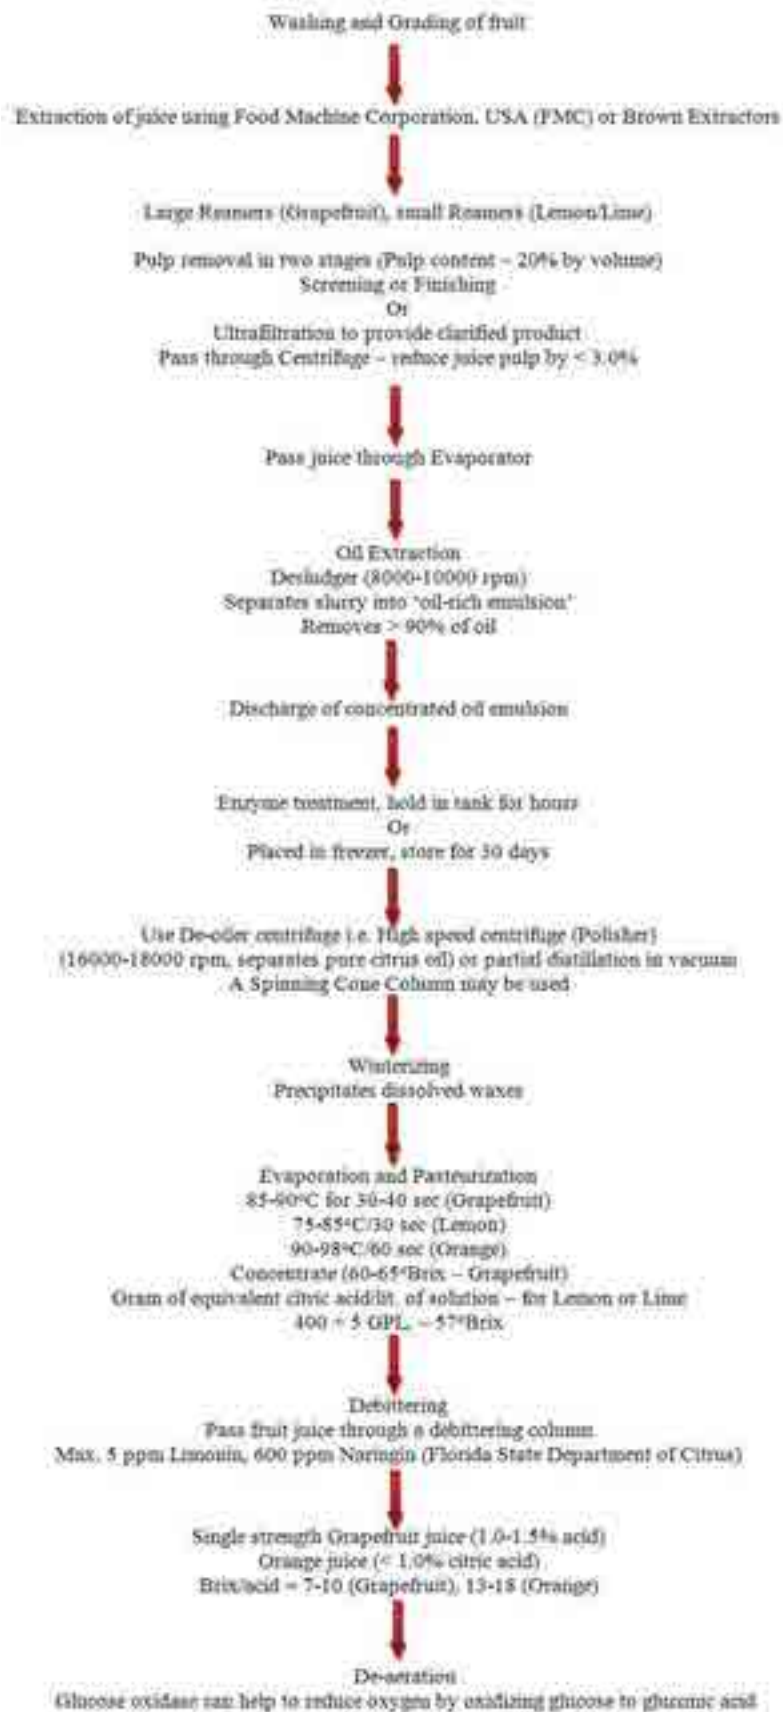 Washing and Grading of fruit
Extraction of juice using Food Machine Corporation, USA (FMC) or Brown Extractors
Large Reamers (Grapefruit), small Reamers (Lemon/Lime)
Pulp removal in two stages (Pulp content ~ 20% by volume)
Screening or Finishing
Or
Ultrafiltration to provide clarified product
Pass through Centrifuge – reduce juice pulp by < 3.0%
Pass juice through Evaporator
Oil Extraction
Desludger (8000-10000 rpm)
Separates slurry into 'oil-rich emulsion'
Removes > 90% of oil
Discharge of concentrated oil emulsion
Enzyme treatment, hold in tank for hours
Or
Placed in freezer, store for 30 days
Use De-oiler centrifuge i.e. High speed centrifuge (Polisher)
(16000-18000 rpm, separates pure citrus oil) or partial distillation in vacuum
A Spinning Cone Column may be used
Winterizing
Precipitates dissolved waxes
Evaporation and Pasteurization
85-90°C for 30-40 sec (Grapefruit)
75-85°C/30 sec (Lemon)
90-98°C/60 sec (Orange)
Concentrate (60-65°Brix – Grapefruit)
Gram of equivalent citric acid/lit. of solution – for Lemon or Lime
400 + 5 GPL, ~ 57°Brix
Debittering
Pass fruit juice through a debittering column
Max. 5 ppm Limonin, 600 ppm Naringin (Florida State Department of Citrus)
Single strength Grapefruit juice (1.0-1.5% acid)
Orange juice (< 1.0% citric acid)
Brix/acid = 7-10 (Grapefruit), 13-18 (Orange)
De-aeration
Glucose oxidase can help to reduce oxygen by oxidizing glucose to gluconic acid